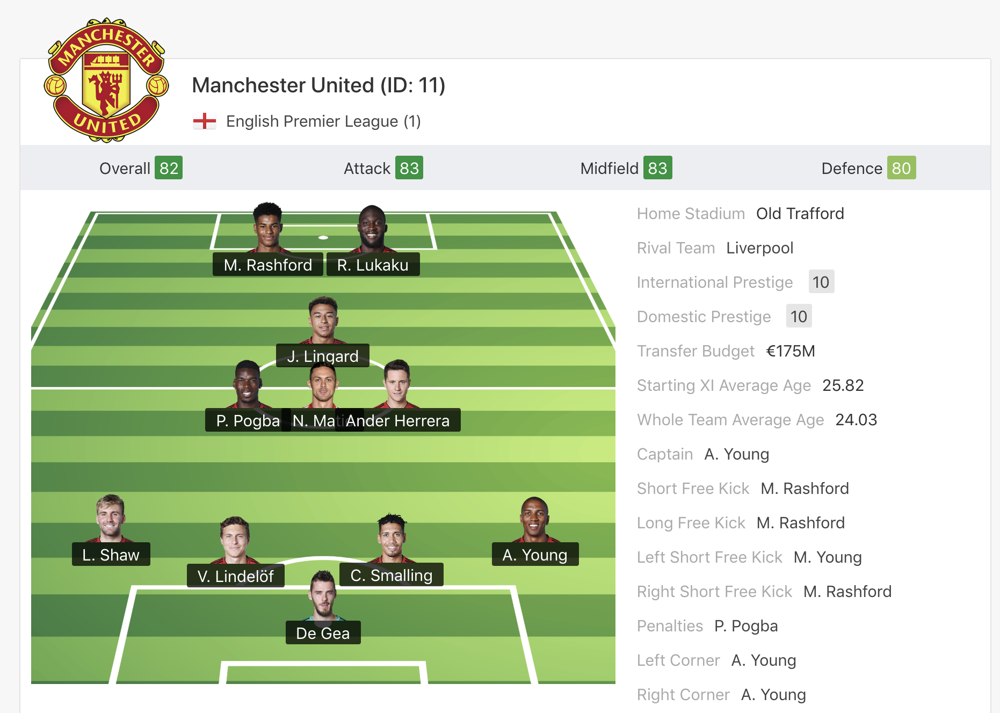 MANCHESTER
UNITED
Manchester United (ID: 11)
English Premier League (1)
Overall 82 Attack 83 Midfield 83 Defence 80
M. Rashford R. Lukaku
J. Lingard
P. Pogba N. Matic Ander Herrera
L. Shaw A. Young
V. Lindelöf C. Smalling
De Gea
Home Stadium Old Trafford
Rival Team Liverpool
International Prestige 10
Domestic Prestige 10
Transfer Budget €175M
Starting XI Average Age 25.82
Whole Team Average Age 24.03
Captain A. Young
Short Free Kick M. Rashford
Long Free Kick M. Rashford
Left Short Free Kick M. Young
Right Short Free Kick M. Rashford
Penalties P. Pogba
Left Corner A. Young
Right Corner A. Young